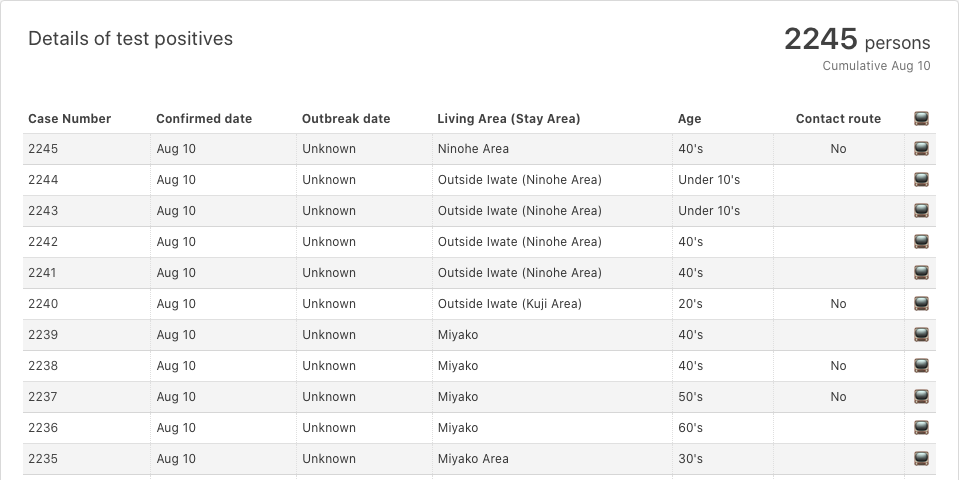 Details of test positives
2245 persons
Cumulative Aug 10
Case Number Confirmed date Outbreak date Living Area (Stay Area) Age Contact route
2245 Aug 10 Unknown Ninohe Area 40's No
2244 Aug 10 Unknown Outside Iwate (Ninohe Area) Under 10's
2243 Aug 10 Unknown Outside Iwate (Ninohe Area) Under 10's
2242 Aug 10 Unknown Outside Iwate (Ninohe Area) 40's
2241 Aug 10 Unknown Outside Iwate (Ninohe Area) 40's
2240 Aug 10 Unknown Outside Iwate (Kuji Area) 20's No
2239 Aug 10 Unknown Miyako 40's
2238 Aug 10 Unknown Miyako 40's No
2237 Aug 10 Unknown Miyako 50's No
2236 Aug 10 Unknown Miyako 60's
2235 Aug 10 Unknown Miyako Area 30's